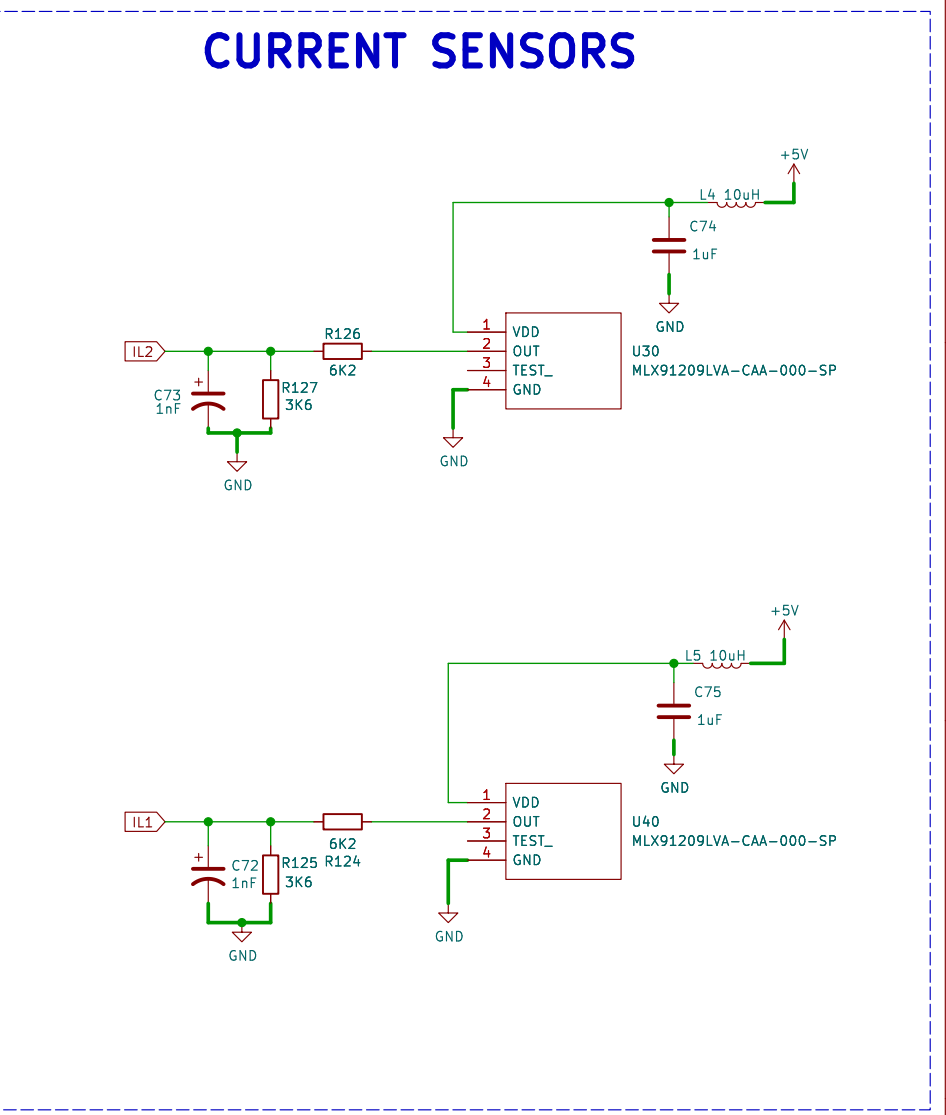 CURRENT SENSORS
+5V
L4 10uH
C74
1uF
GND
R126
6K2
IL2
+
C73
1nF
R127
3K6
GND
1 VDD
2 OUT
3 TEST_
4 GND
U30
MLX91209LVA-CAA-000-SP
GND
+5V
L5 10uH
C75
1uF
GND
IL1
6K2
R124
+
C72
1nF
R125
3K6
GND
1 VDD
2 OUT
3 TEST_
4 GND
U40
MLX91209LVA-CAA-000-SP
GND